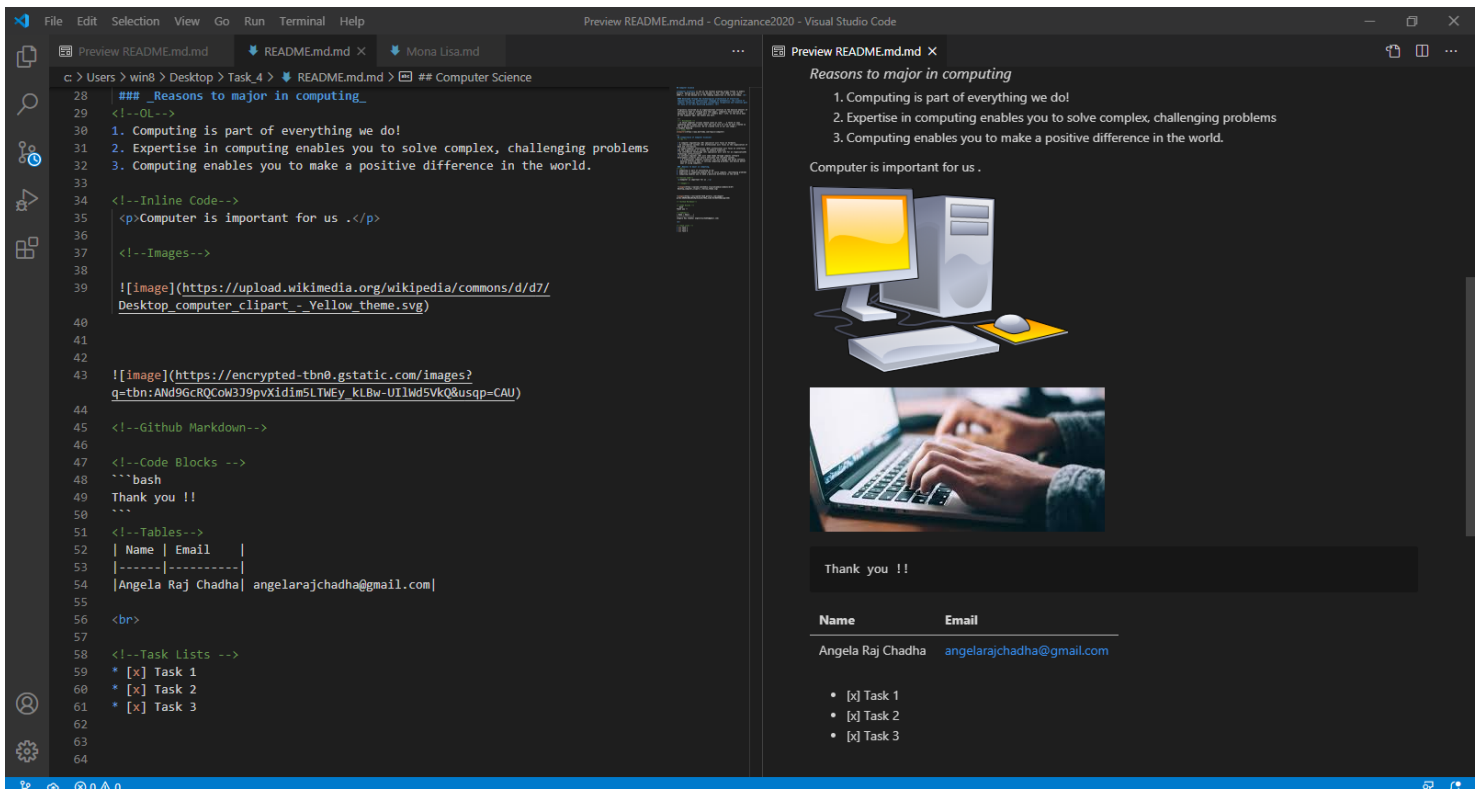 File Edit Selection View Go Run Terminal Help
Preview README.md.md - Cognizance2020 - Visual Studio Code
Preview README.md.md
README.md.md
Mona Lisa.md
c: > Users > win8 > Desktop > Task_4 > README.md.md > ## Computer Science
28 ### _Reasons to major in computing_
29 <!--OL-->
30 1. Computing is part of everything we do!
31 2. Expertise in computing enables you to solve complex, challenging problems
32 3. Computing enables you to make a positive difference in the world.
33
34 <!--Inline Code-->
35 <p>Computer is important for us .</p>
36
37 <!--Images-->
38
39 ![image](https://upload.wikimedia.org/wikipedia/commons/d/d7/
Desktop_computer_clipart_-_Yellow_theme.svg)
40
41
42
43 ![image](https://encrypted-tbn0.gstatic.com/images?
q=tbn:ANd9GcRQCoW3J9pvXidim5LTWEy_kLBw-UIlWd5VkQ&usqp=CAU)
44
45 <!--Github Markdown-->
46
47 <!--Code Blocks -->
48 ```bash
49 Thank you !!
50 ```
51 <!--Tables-->
52 | Name | Email    |
53 |------|----------|
54 |Angela Raj Chadha| angelarajchadha@gmail.com|
55
56 <br>
57
58 <!--Task Lists -->
59 * [x] Task 1
60 * [x] Task 2
61 * [x] Task 3
62
63
64
Preview README.md.md
Reasons to major in computing
1. Computing is part of everything we do!
2. Expertise in computing enables you to solve complex, challenging problems
3. Computing enables you to make a positive difference in the world.
Computer is important for us .
Thank you !!
Name Email
Angela Raj Chadha angelarajchadha@gmail.com
• [x] Task 1
• [x] Task 2
• [x] Task 3
0 0